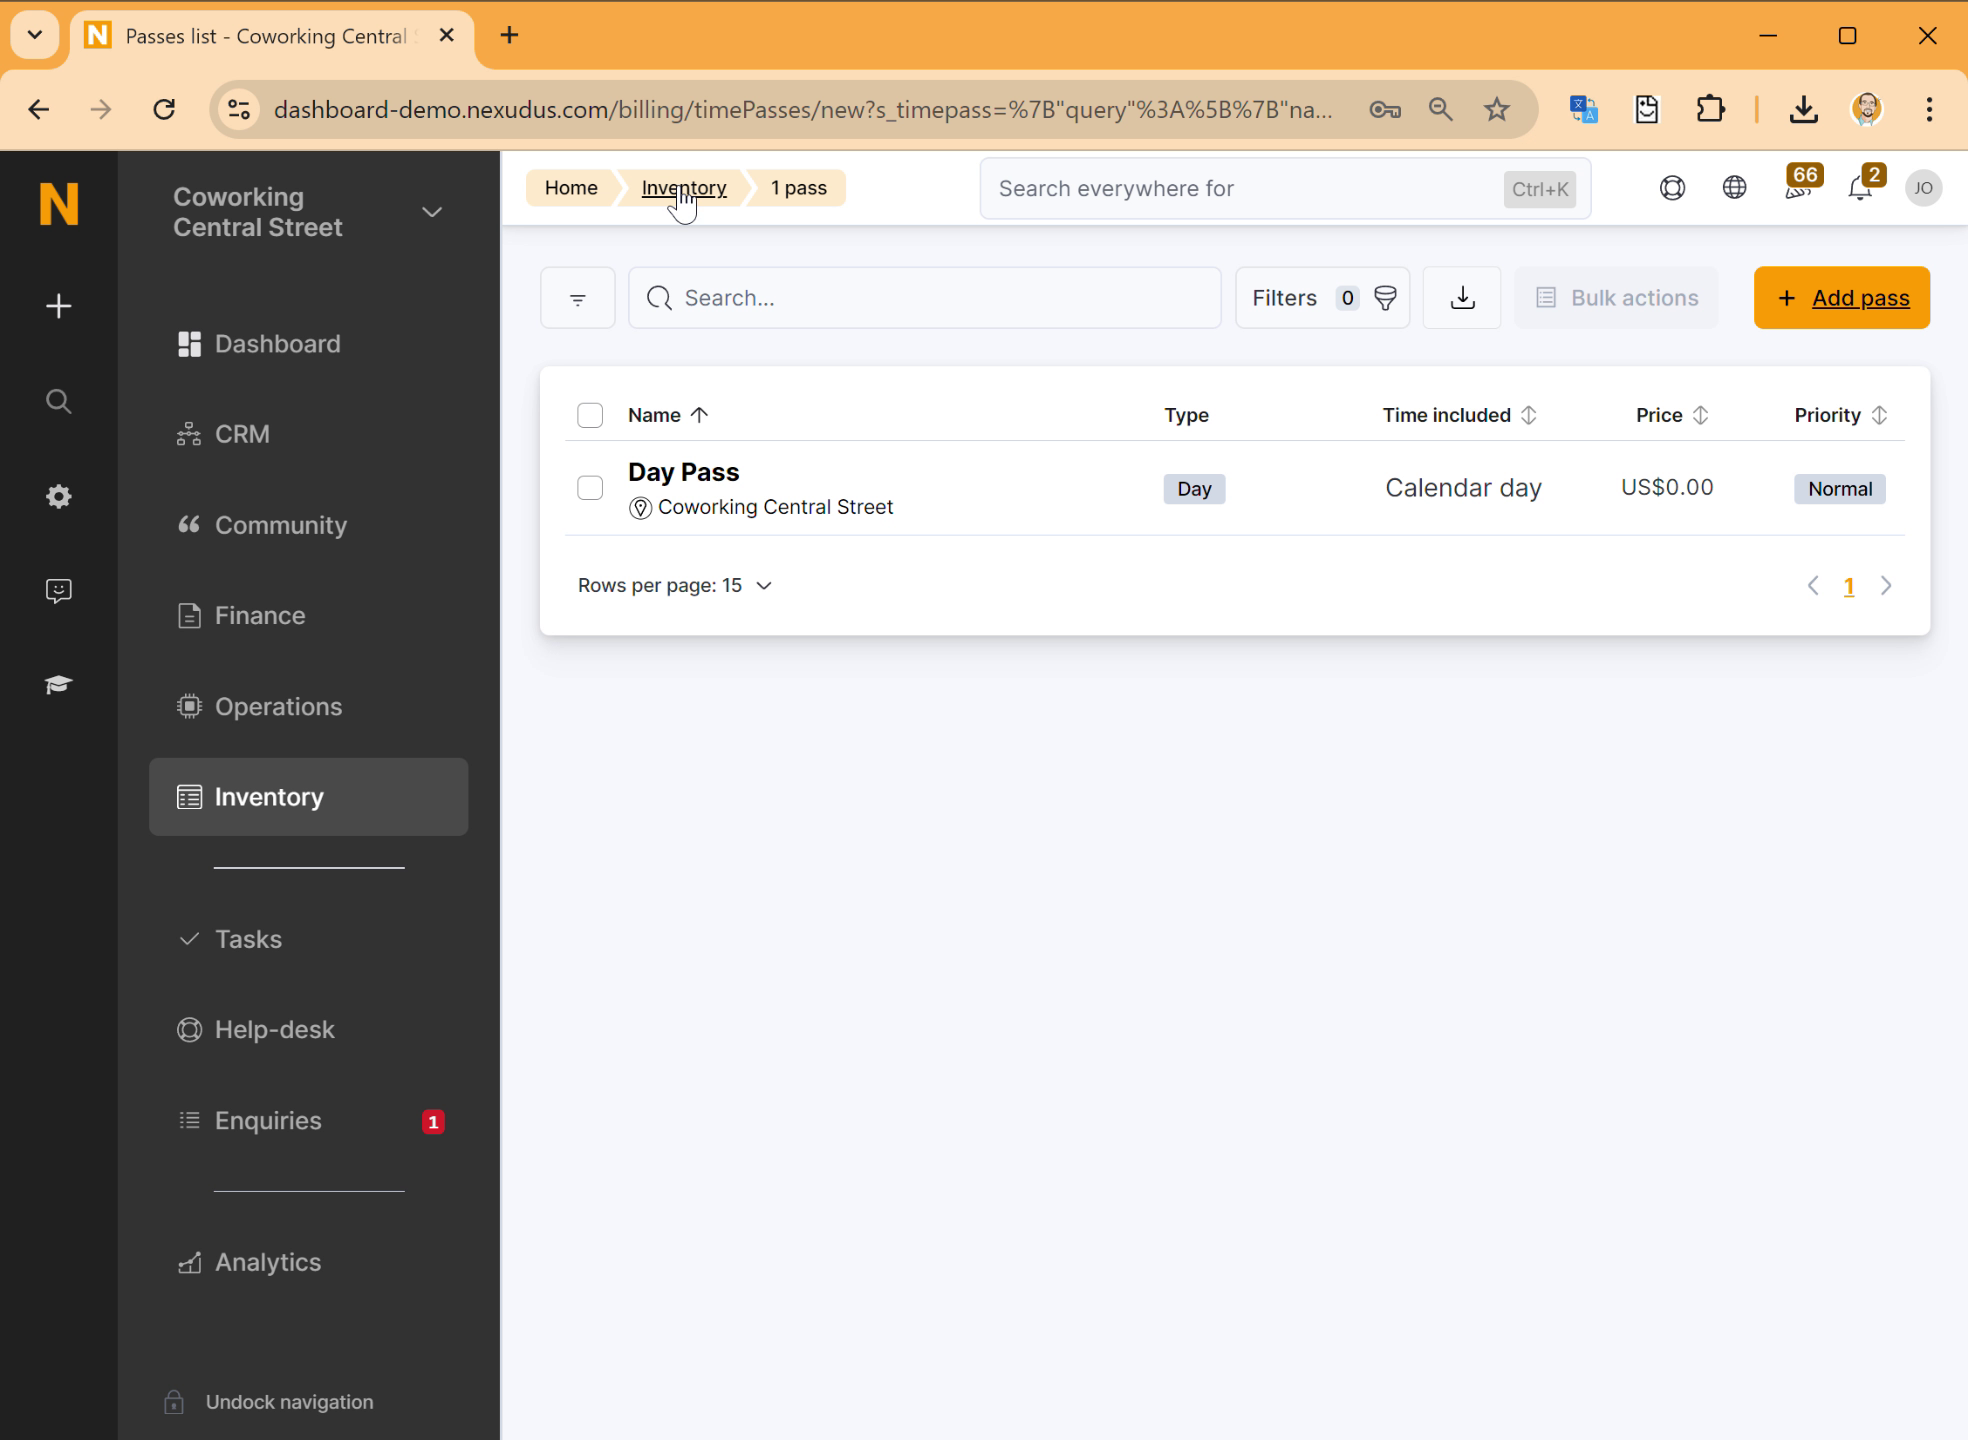 Passes list - Coworking Central S
dashboard-demo.nexudus.com/billing/timePasses/new?s_timepass=%7B"query"%3A%5B%7B"na...
N
Coworking
Central Street
Dashboard
CRM
Community
Finance
Operations
Inventory
Tasks
Help-desk
Enquiries 1
Analytics
Undock navigation
Home Inventory 1 pass
Search everywhere for Ctrl+K
66 2 JO
Search...
Filters 0
Bulk actions
+ Add pass
Name Type Time included Price Priority
Day Pass
Coworking Central Street
Day Calendar day US$0.00 Normal
Rows per page: 15
1